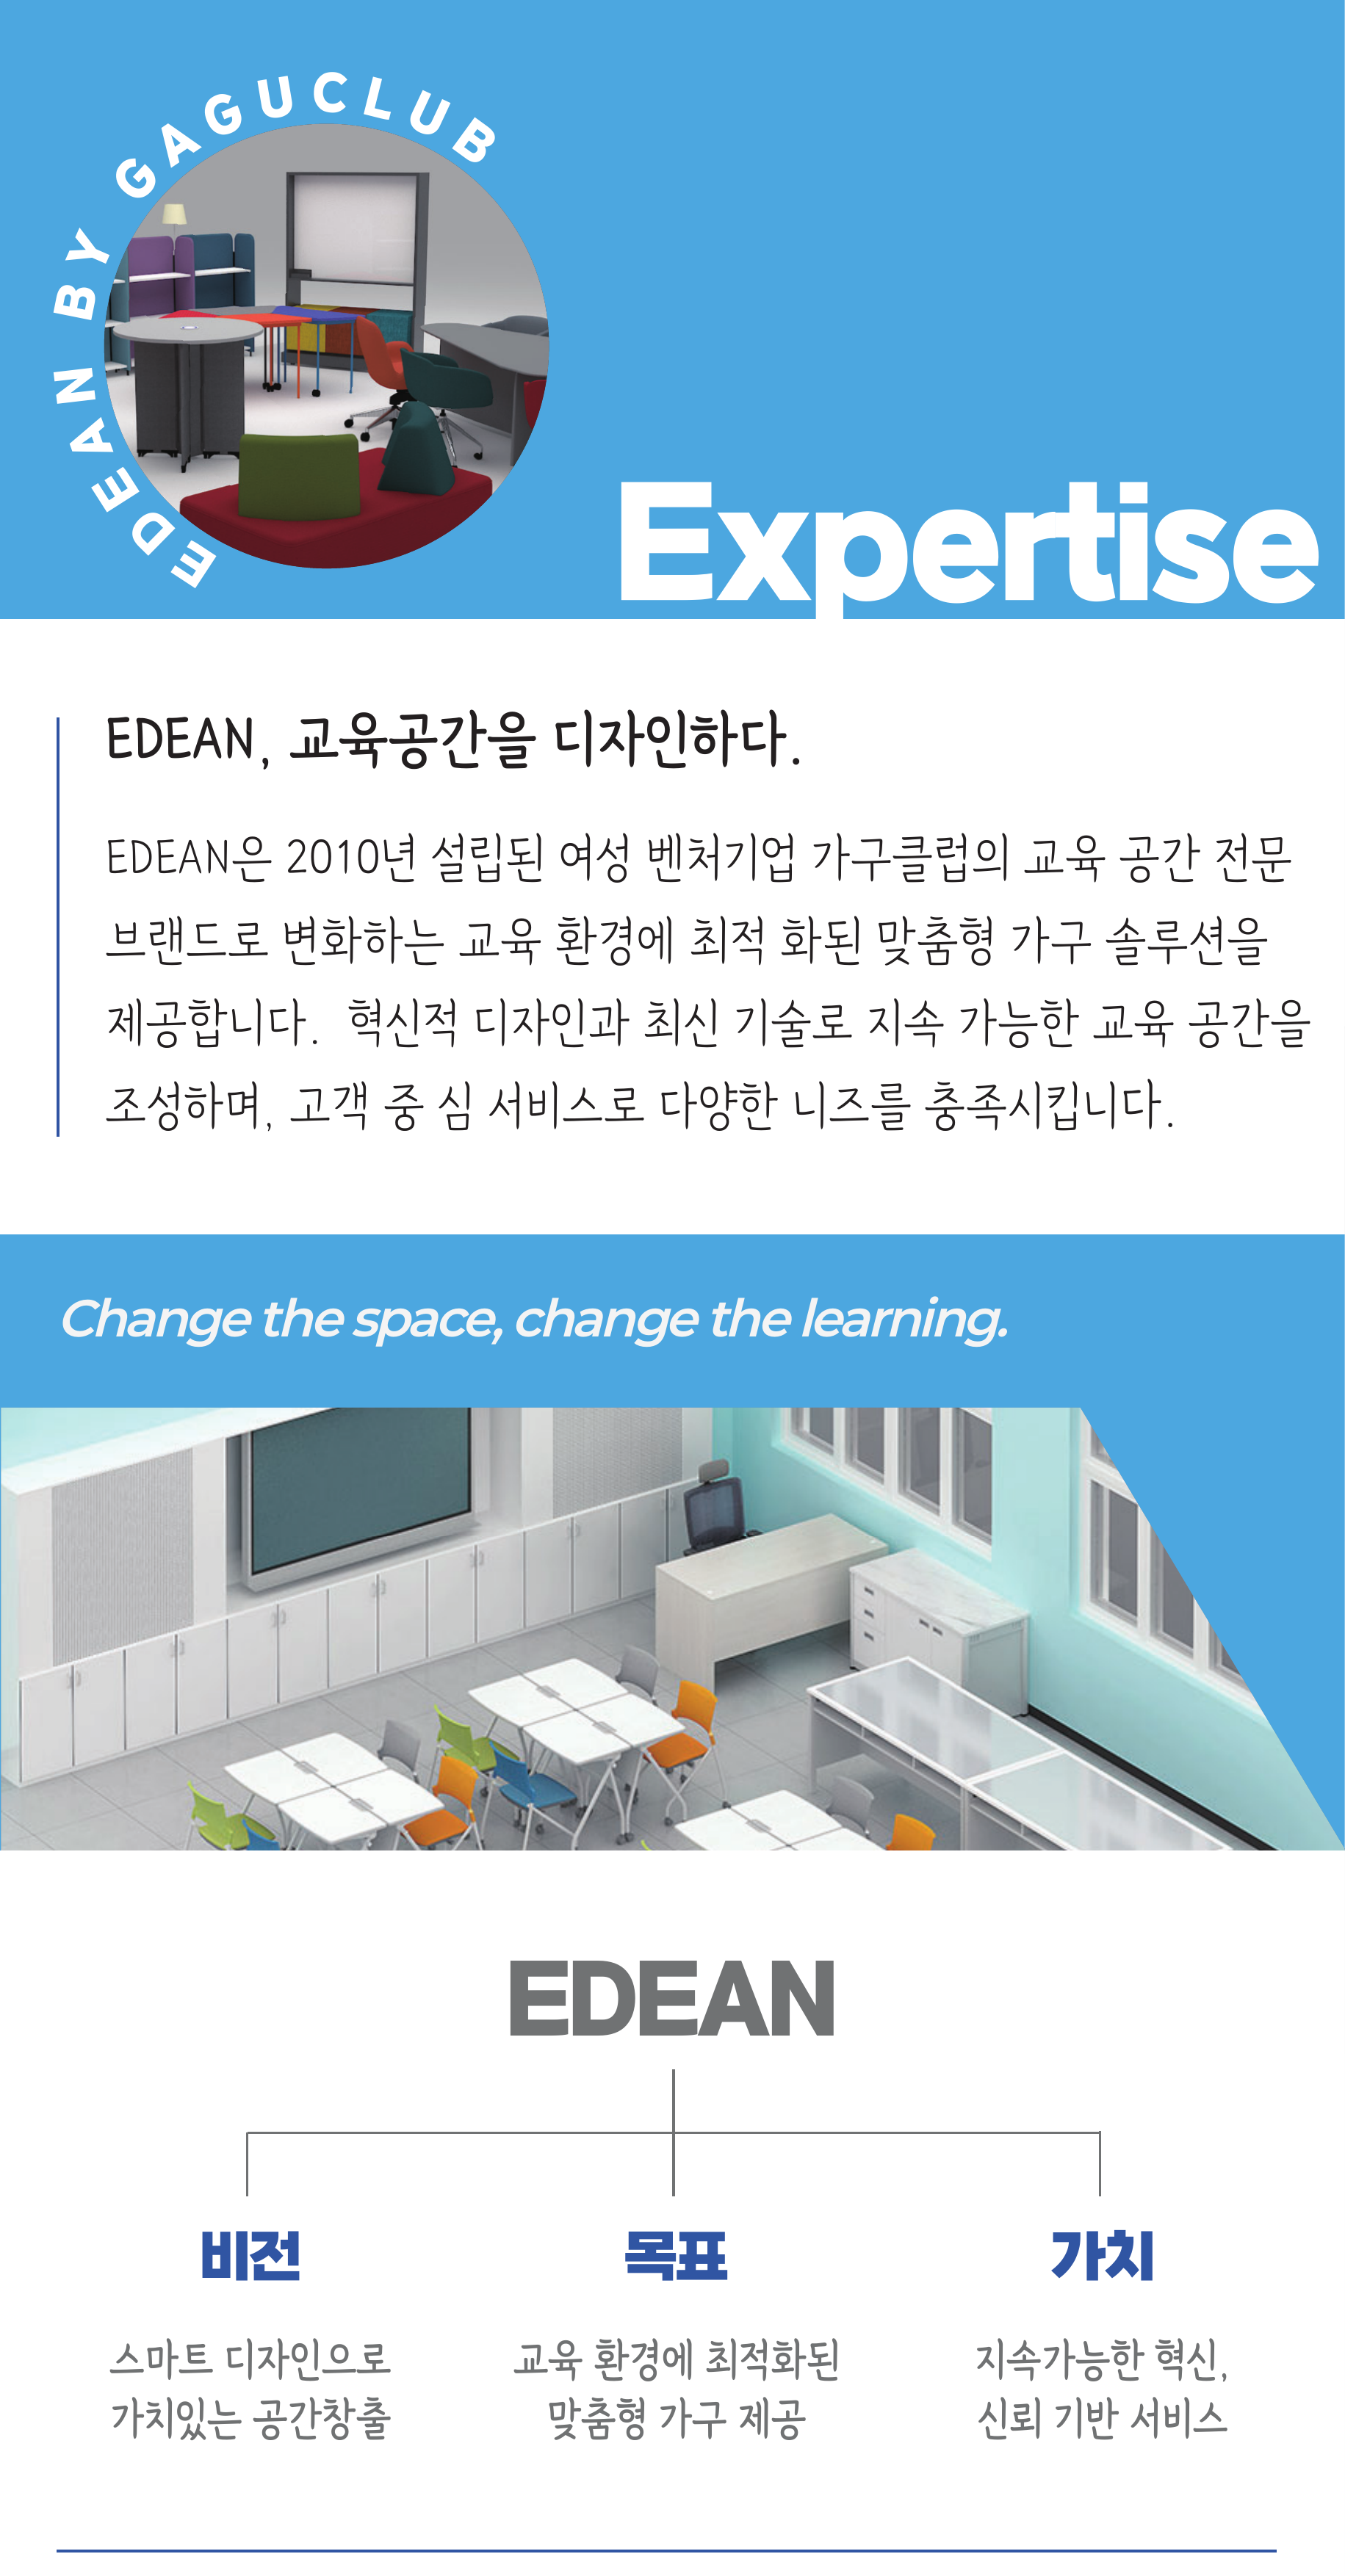 EDEAN BY GAGUCLUB
Expertise
EDEAN, 교육공간을 디자인하다.
EDEAN은 2010년 설립된 여성 벤처기업 가구클럽의 교육 공간 전문
브랜드로 변화하는 교육 환경에 최적 화된 맞춤형 가구 솔루션을
제공합니다. 혁신적 디자인과 최신 기술로 지속 가능한 교육 공간을
조성하며, 고객 중 심 서비스로 다양한 니즈를 충족시킵니다.
Change the space, change the learning.
EDEAN
비전
스마트 디자인으로
가치있는 공간창출
목표
교육 환경에 최적화된
맞춤형 가구 제공
가치
지속가능한 혁신,
신뢰 기반 서비스